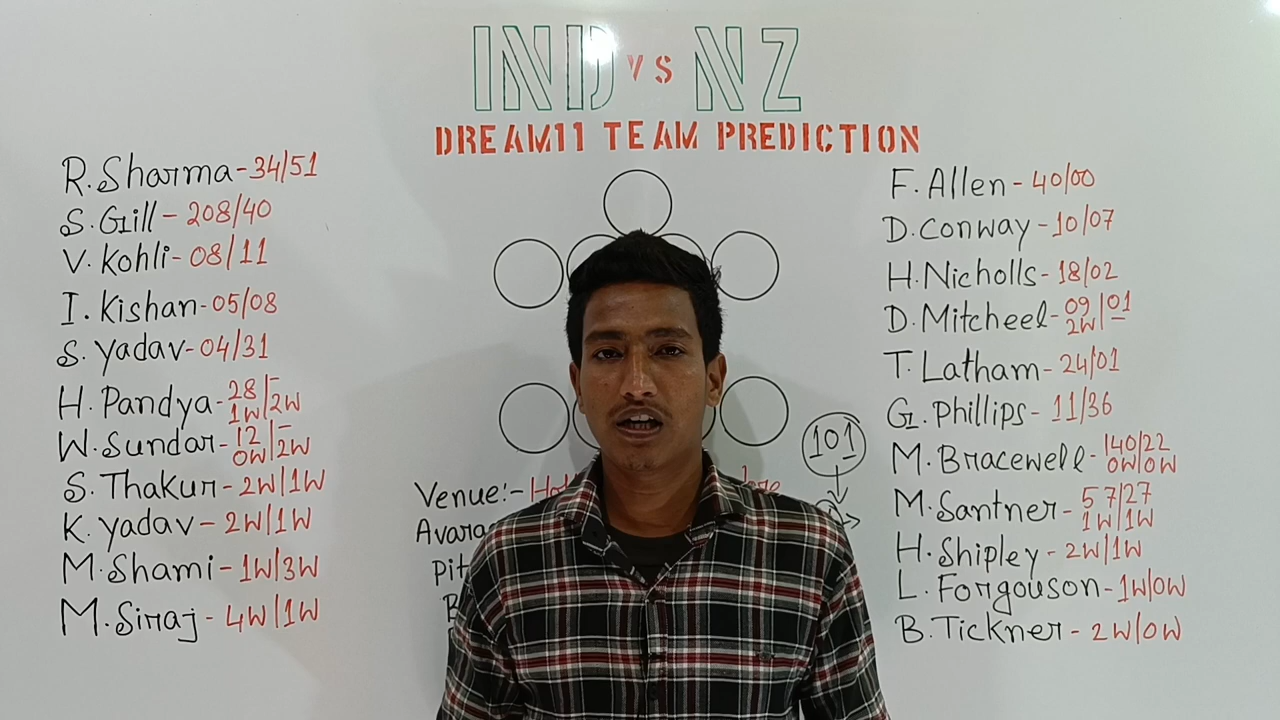 IND VS NZ
DREAM11 TEAM PREDICTION
R. Sharma - 34/51
S. Gill - 208/40
V. Kohli - 08/11
I. Kishan - 05/08
S. Yadav - 04/31
H. Pandya - 28/-
1W/2W
W. Sundar - 12/-
0W/2W
S. Thakur - 2W/1W
K. Yadav - 2W/1W
M. Shami - 1W/3W
M. Siraj - 4W/1W
101
Venue:-
F. Allen - 40/00
D. Conway - 10/07
H. Nicholls - 18/02
D. Mitcheel - 09/01
2W/-
T. Latham - 24/01
G. Phillips - 11/36
M. Bracewell - 140/22
0W/0W
M. Santner - 57/27
1W/1W
H. Shipley - 2W/1W
L. Forgouson - 1W/0W
B. Tickner - 2W/0W